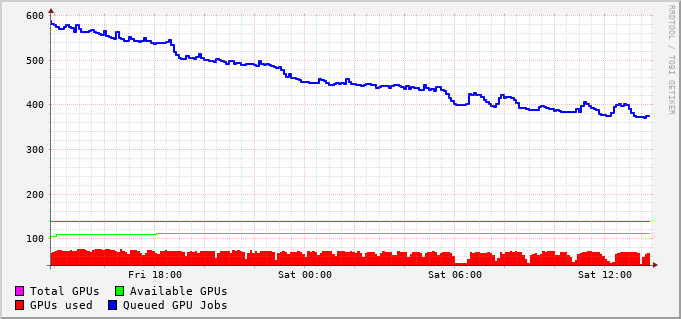 600
500
400
300
200
100
Fri 18:00 Sat 00:00 Sat 06:00 Sat 12:00
Total GPUs Available GPUs
GPUs used Queued GPU Jobs
RRDTOOL / TOBI OETIKER